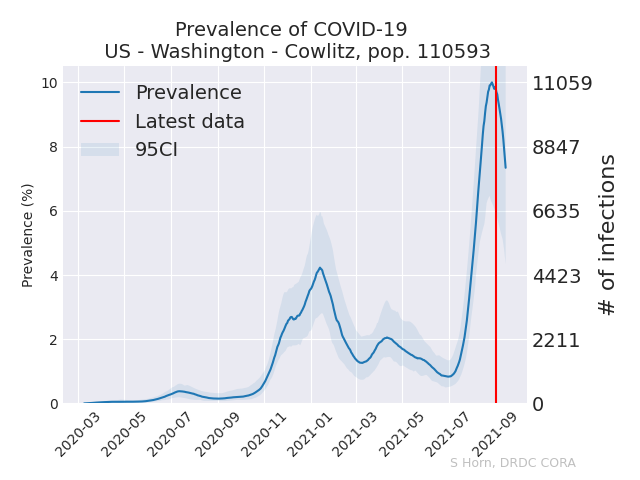 Prevalence of COVID-19
US - Washington - Cowlitz, pop. 110593
Prevalence
Latest data
95CI
10
8
6
4
2
0
Prevalence (%)
11059
8847
6635
4423
2211
0
# of infections
2020-03
2020-05
2020-07
2020-09
2020-11
2021-01
2021-03
2021-05
2021-07
2021-09
S Horn, DRDC CORA